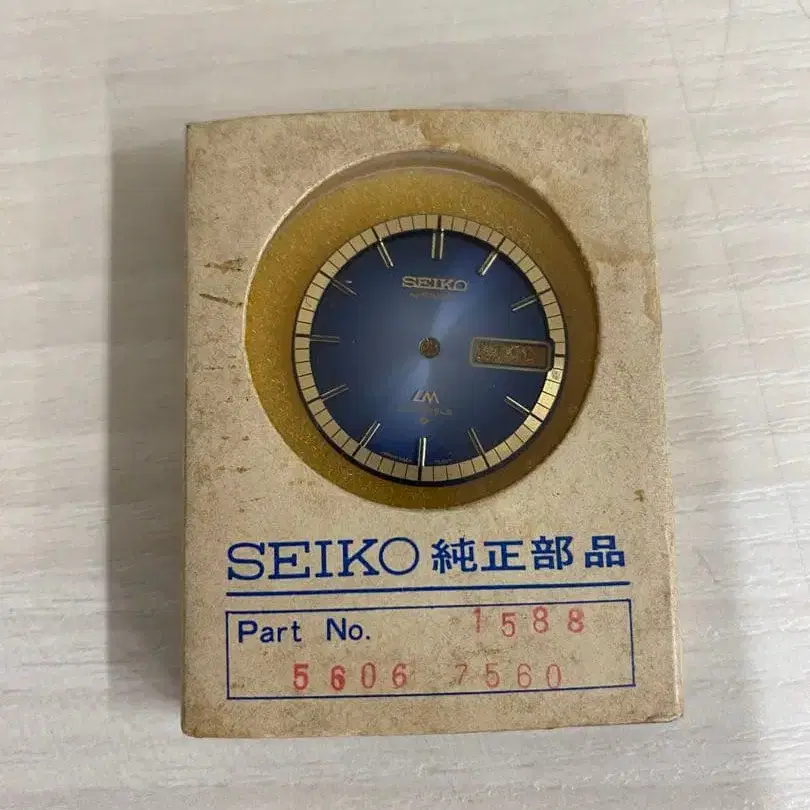 SEIKO
LM
SEIKO 純正部品
Part No. 1588
5606 7560